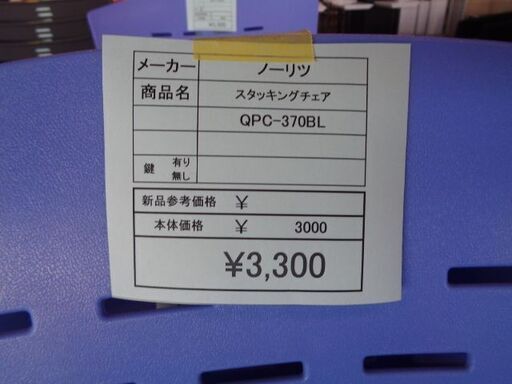 メーカー ノーリツ
商品名 スタッキングチェア
QPC-370BL
鍵 有り 無し
新品参考価格 ¥
本体価格 ¥ 3000
¥3,300